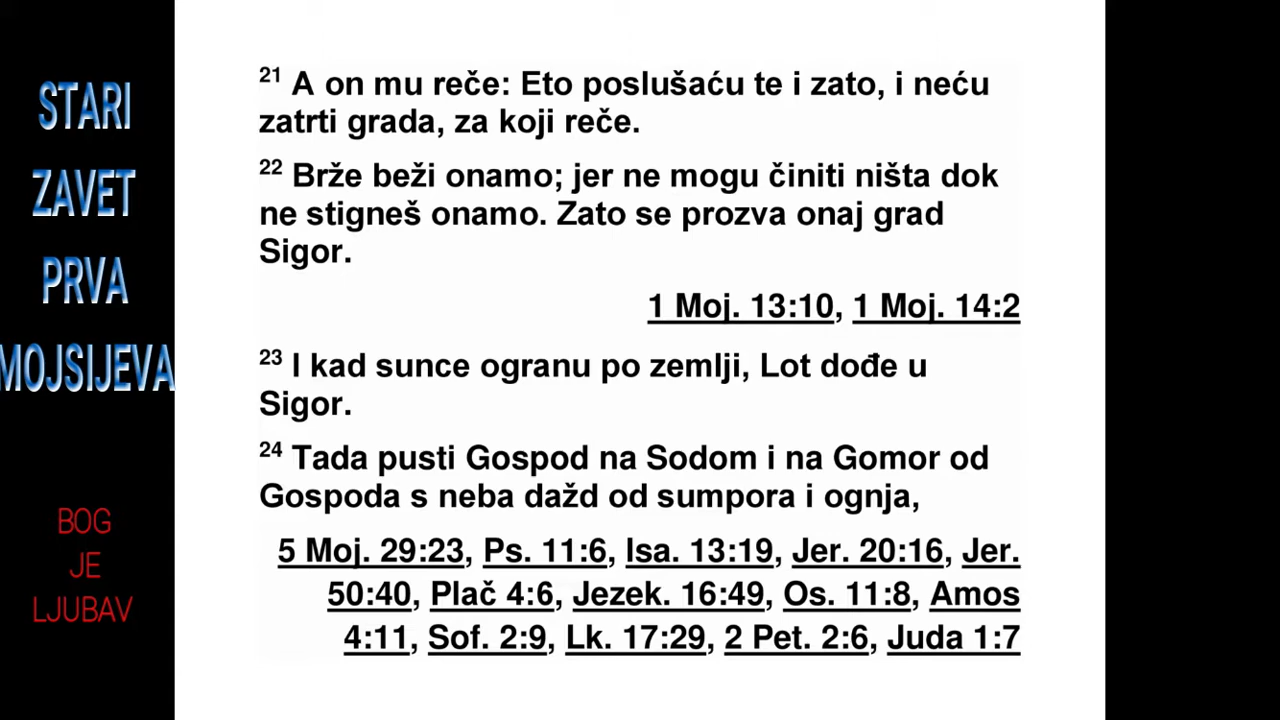 STARI
ZAVET
PRVA
MOJSIJEVA
BOG
JE
LJUBAV
21 A on mu reče: Eto poslušaću te i zato, i neću
zatrti grada, za koji reče.
22 Brže beži onamo; jer ne mogu činiti ništa dok
ne stigneš onamo. Zato se prozva onaj grad
Sigor.
1 Moj. 13:10, 1 Moj. 14:2
23 I kad sunce ogranu po zemlji, Lot dođe u
Sigor.
24 Tada pusti Gospod na Sodom i na Gomor od
Gospoda s neba dažd od sumpora i ognja,
5 Moj. 29:23, Ps. 11:6, Isa. 13:19, Jer. 20:16, Jer.
50:40, Plač 4:6, Jezek. 16:49, Os. 11:8, Amos
4:11, Sof. 2:9, Lk. 17:29, 2 Pet. 2:6, Juda 1:7